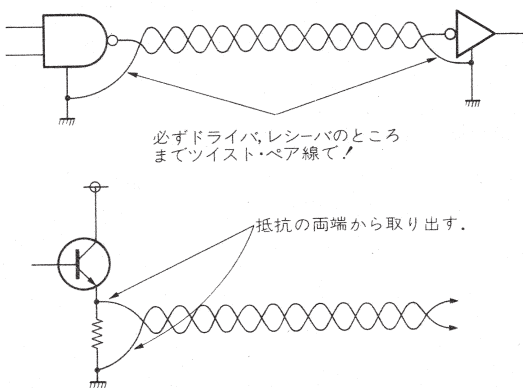 必ずドライバ,レシーバのところ
までツイスト・ペア線で!
抵抗の両端から取り出す.